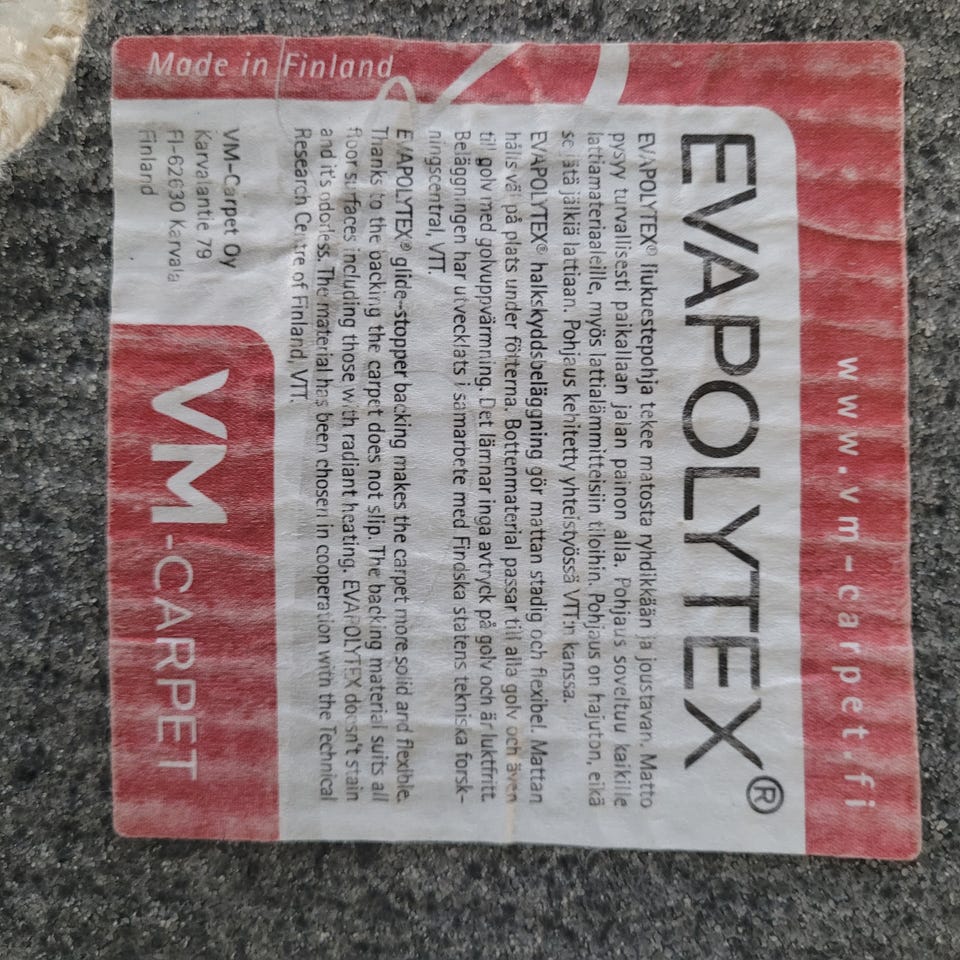 www.vm-carpet.fi
EVAPOLYTEX®
EVAPOLYTEX® liukuestepohja tekee matosta ryhdikkään ja joustavan. Matto
pysyy turvallisesti paikallaan jalan painon alla. Pohjaus soveltuu kaikille
lattiamateriaaleille, myös lattialämmitteisiin tiloihin. Pohjaus on hajuton, eikä
se jätä jälkiä lattiaan. Pohjaus kehitetty yhteistyössä VTT:n kanssa.
EVAPOLYTEX® halkskyddsbeläggning gör mattan stadig och flexibel. Mattan
hålls väl på plats under fötterna. Bottenmaterial passar till alla golv och även
till golv med golvuppvärmning. Det lämnar inga avtryck på golv och är luktfritt.
Beläggningen har utvecklats i samarbete med Findska statens tekniska forsk-
ningscentral, VTT.
EVAPOLYTEX® glide-stopper backing makes the carpet more solid and flexible.
Thanks to the backing the carpet does not slip. The backing material suits all
floor surfaces including those with radiant heating. EVAPOLYTEX doesn't stain
and it's odorless. The material has been chosen in cooperation with the Technical
Research Centre of Finland, VTT.
VM-Carpet Oy
Karvalantie 79
FI-62630 Karvala
Finland
VM-CARPET
Made in Finland